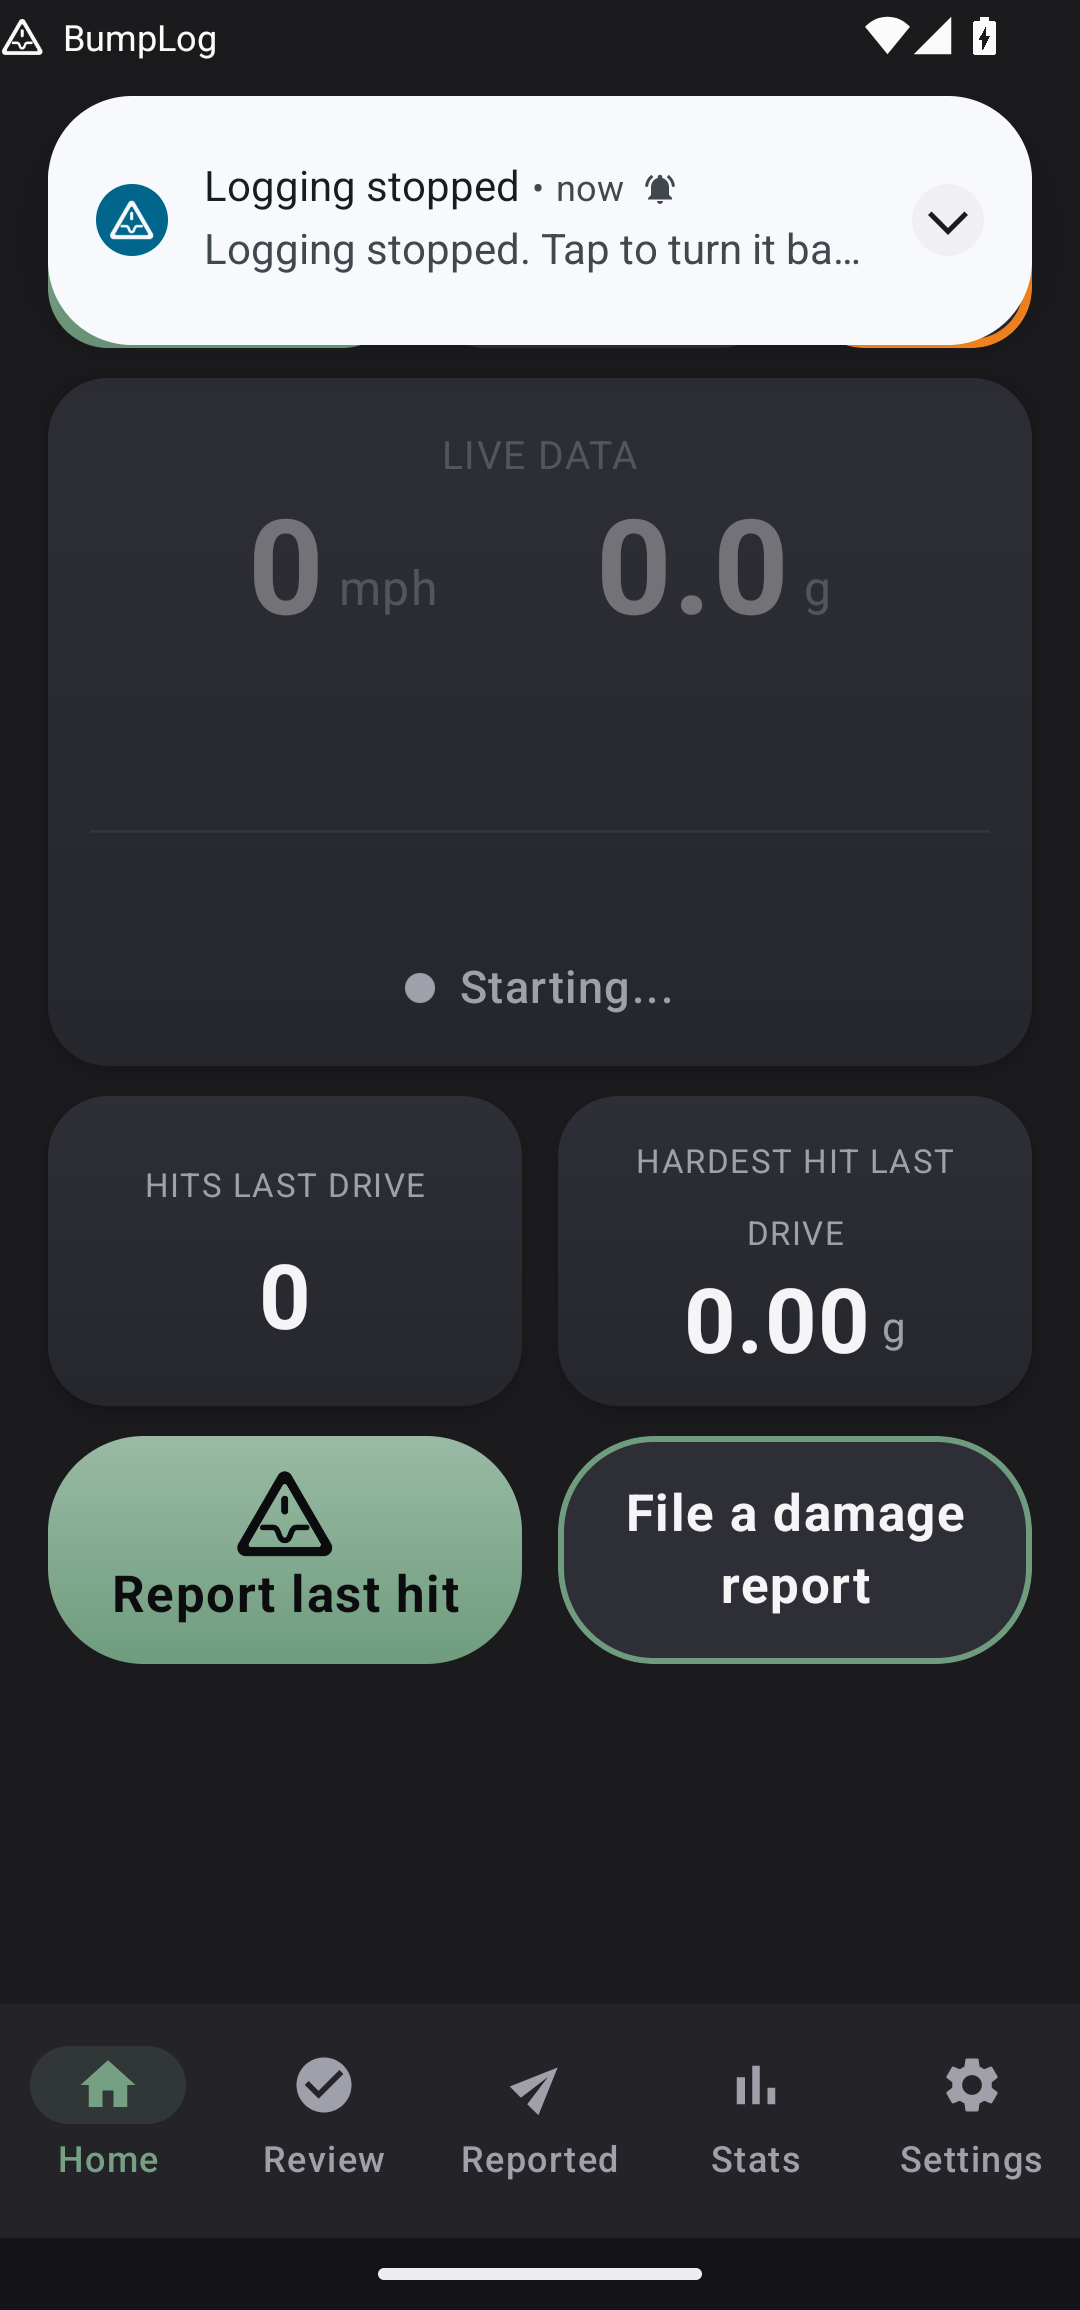 BumpLog
Logging stopped • now
Logging stopped. Tap to turn it ba…
LIVE DATA
0 mph 0.0 g
Starting...
HITS LAST DRIVE
0
HARDEST HIT LAST
DRIVE
0.00 g
Report last hit
File a damage
report
Home Review Reported Stats Settings